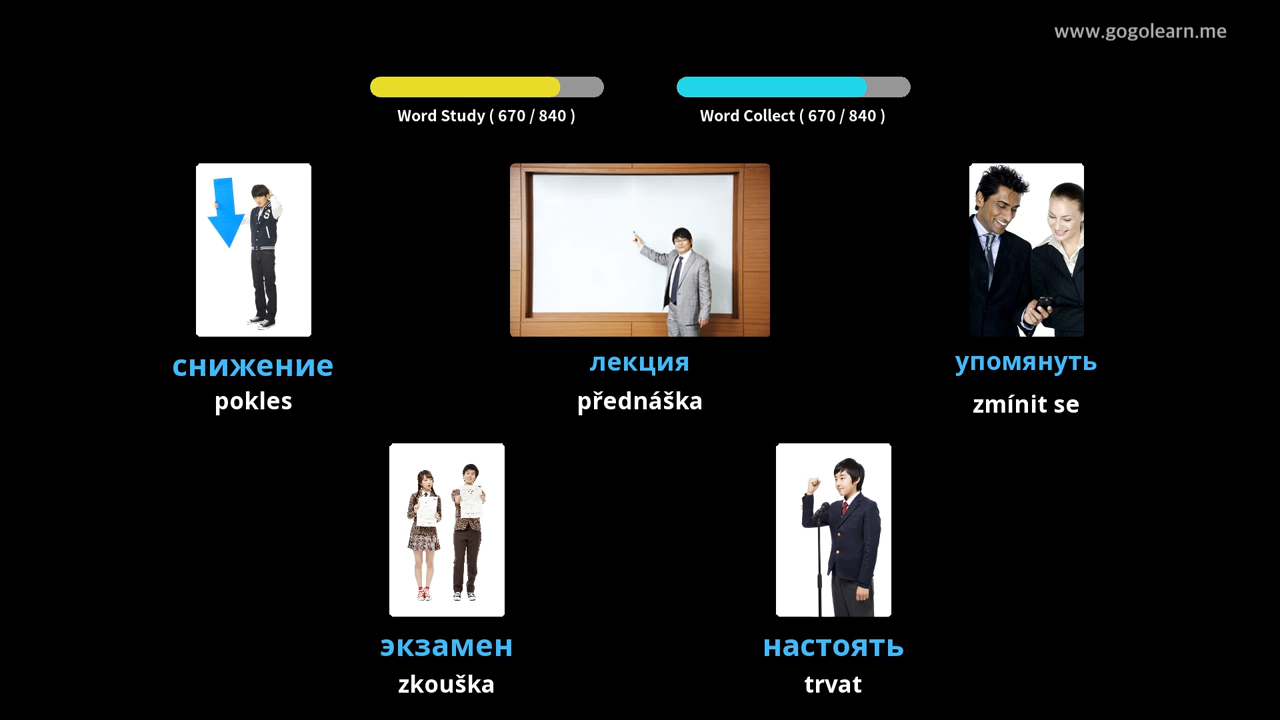 www.gogolearn.me
Word Study ( 670 / 840 )
Word Collect ( 670 / 840 )
снижение
pokles
лекция
přednáška
упомянуть
zmínit se
экзамен
zkouška
настоять
trvat